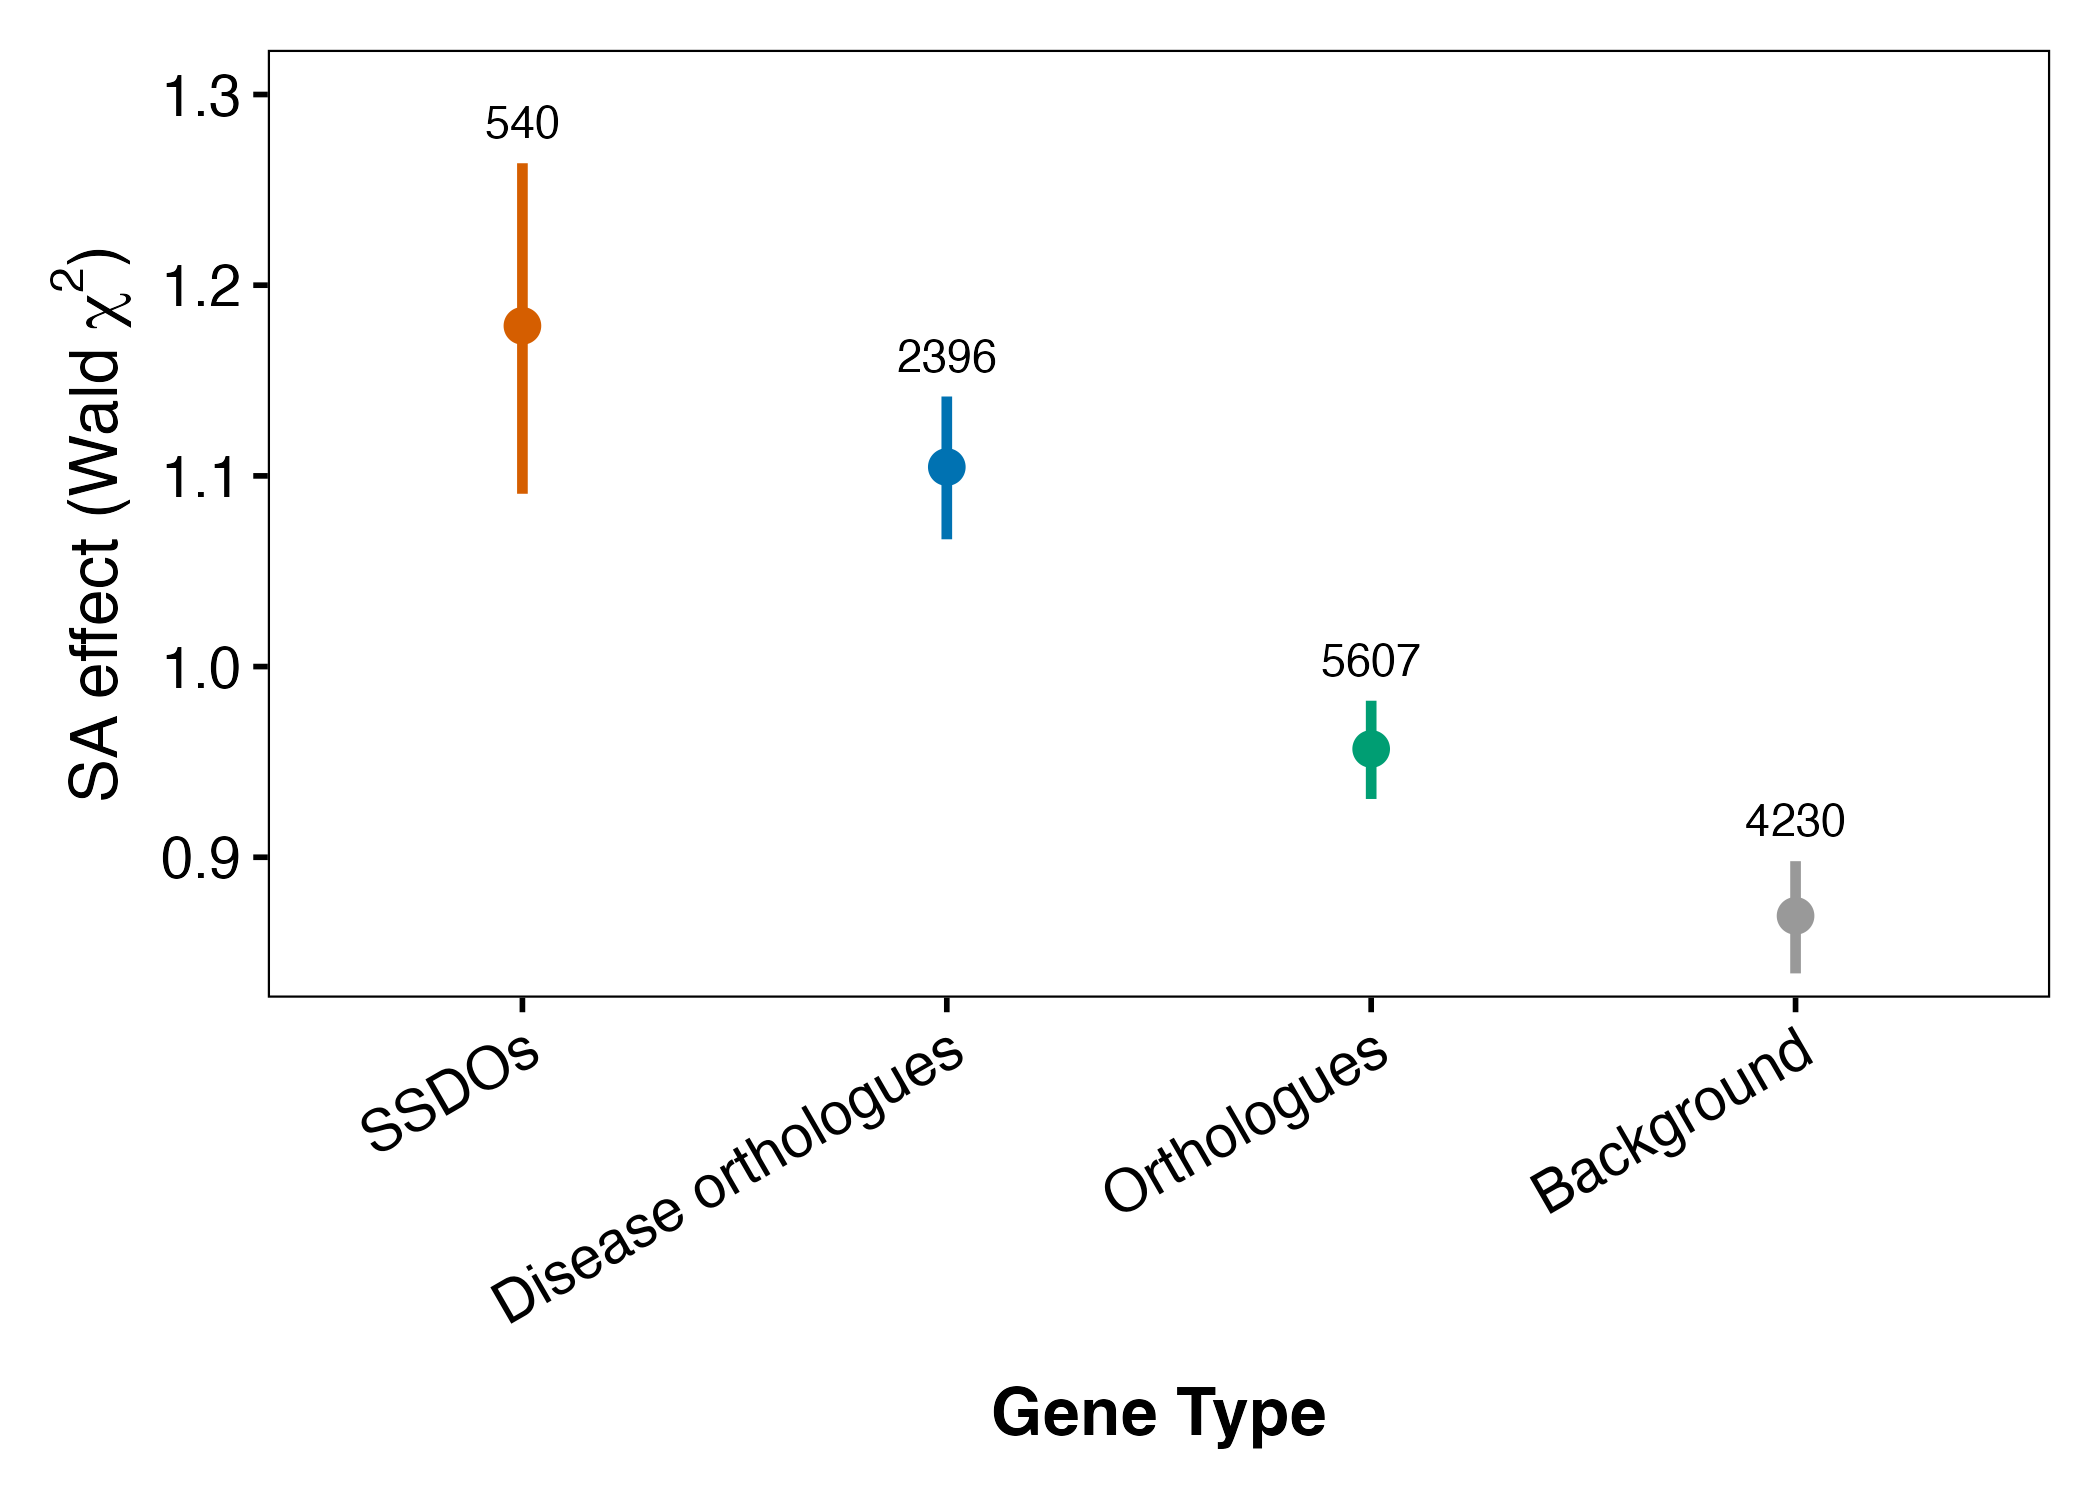 SA effect (Wald χ²)
1.3
1.2
1.1
1.0
0.9
540
2396
5607
4230
SSDOs
Disease orthologues
Orthologues
Background
Gene Type